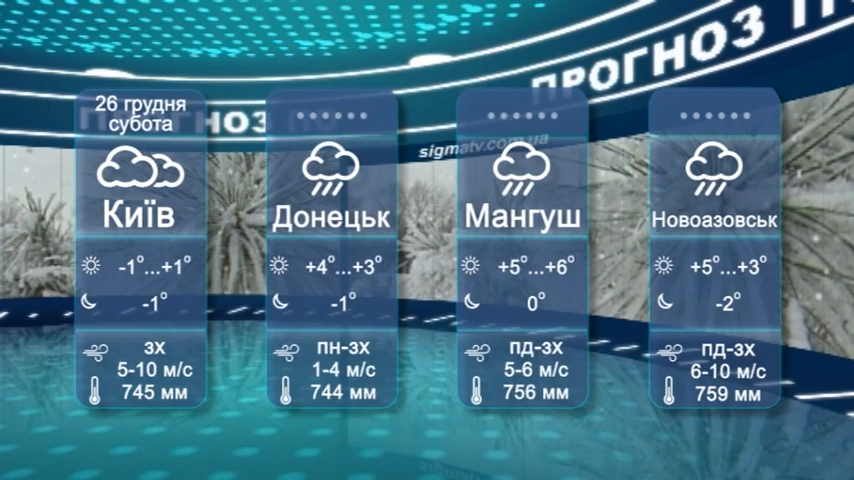 ПРОГНОЗ
26 грудня
субота
sigmatv.com.ua
Київ
-1°...+1°
-1°
ЗХ
5-10 м/с
745 мм
Донецьк
+4°...+3°
-1°
ПН-ЗХ
1-4 м/с
744 мм
Мангуш
+5°...+6°
0°
ПД-ЗХ
5-6 м/с
756 мм
Новоазовськ
+5°...+3°
-2°
ПД-ЗХ
6-10 м/с
759 мм